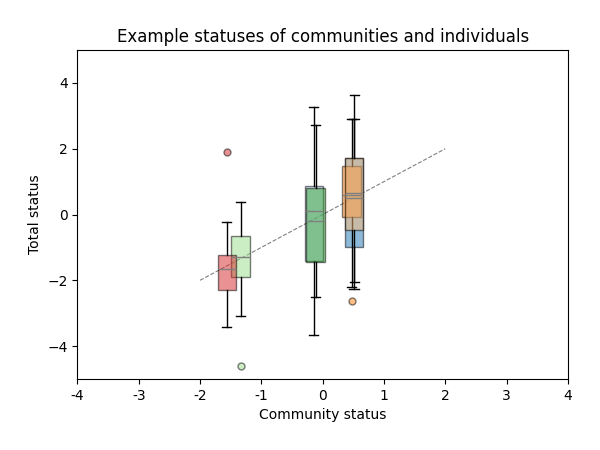 Example statuses of communities and individuals
Total status
4
2
0
−2
−4
-4 -3 -2 -1 0 1 2 3 4
Community status